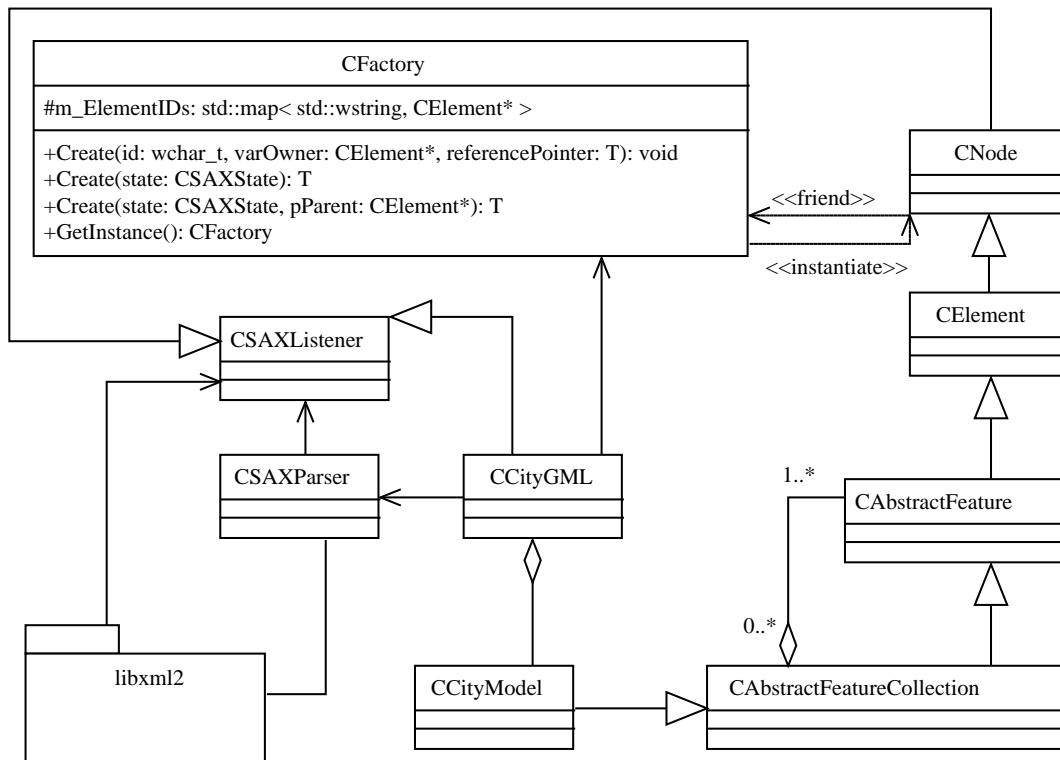 CFactory
#m_ElementIDs: std::map< std::wstring, CElement* >
+Create(id: wchar_t, varOwner: CElement*, referencePointer: T): void
+Create(state: CSAXState): T
+Create(state: CSAXState, pParent: CElement*): T
+GetInstance(): CFactory
CNode
<<friend>>
<<instantiate>>
CElement
CSAXListener
CSAXParser
CCityGML
1..*
CAbstractFeature
0..*
libxml2
CCityModel
CAbstractFeatureCollection